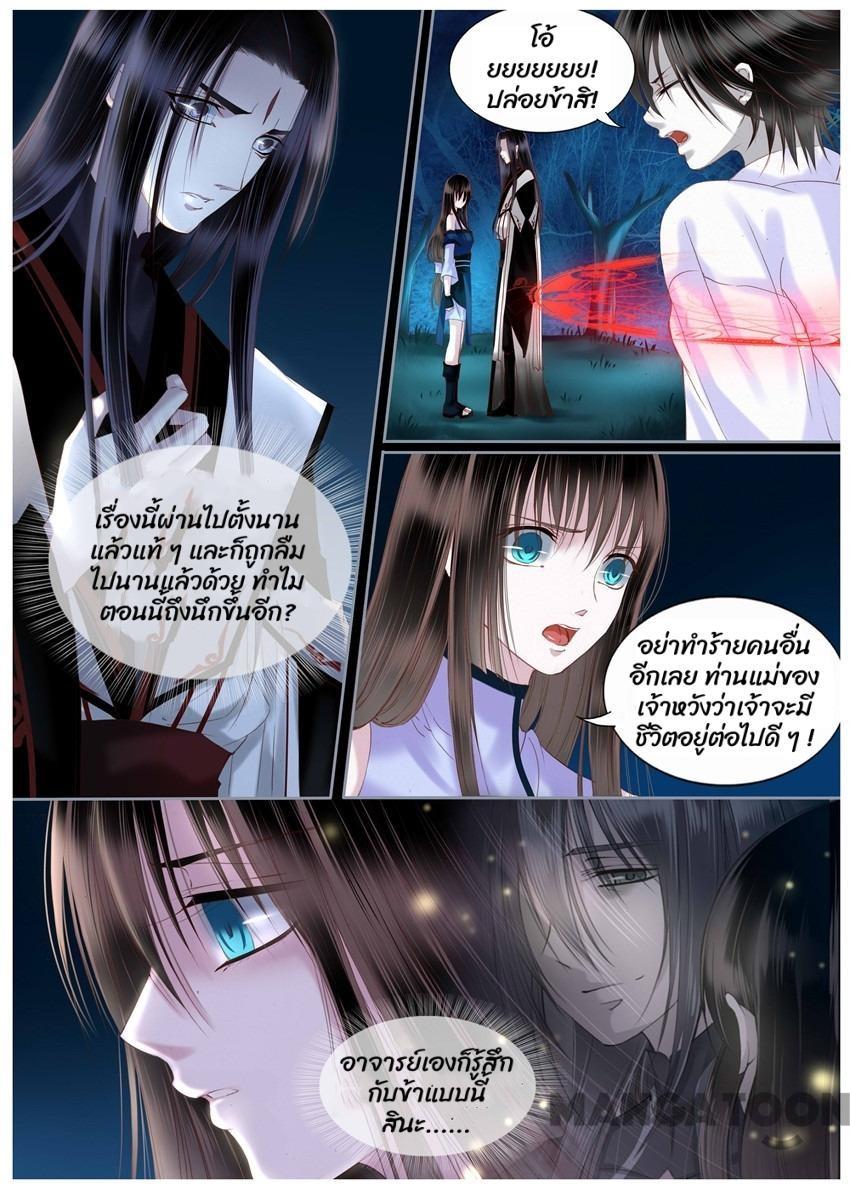 โอ้
ยยยยยยย!
ปล่อยข้าสิ!
เรื่องนี้ผ่านไปตั้งนาน
แล้วแท้ ๆ และก็ถูกลืม
ไปนานแล้วด้วย ทำไม
ตอนนี้ถึงนึกขึ้นอีก?
อย่าทำร้ายคนอื่น
อีกเลย ท่านแม่ของ
เจ้าหวังว่าเจ้าจะมี
ชีวิตอยู่ต่อไปดี ๆ !
อาจารย์เองก็รู้สึก
กับข้าแบบนี้
สินะ......
MANGATOON